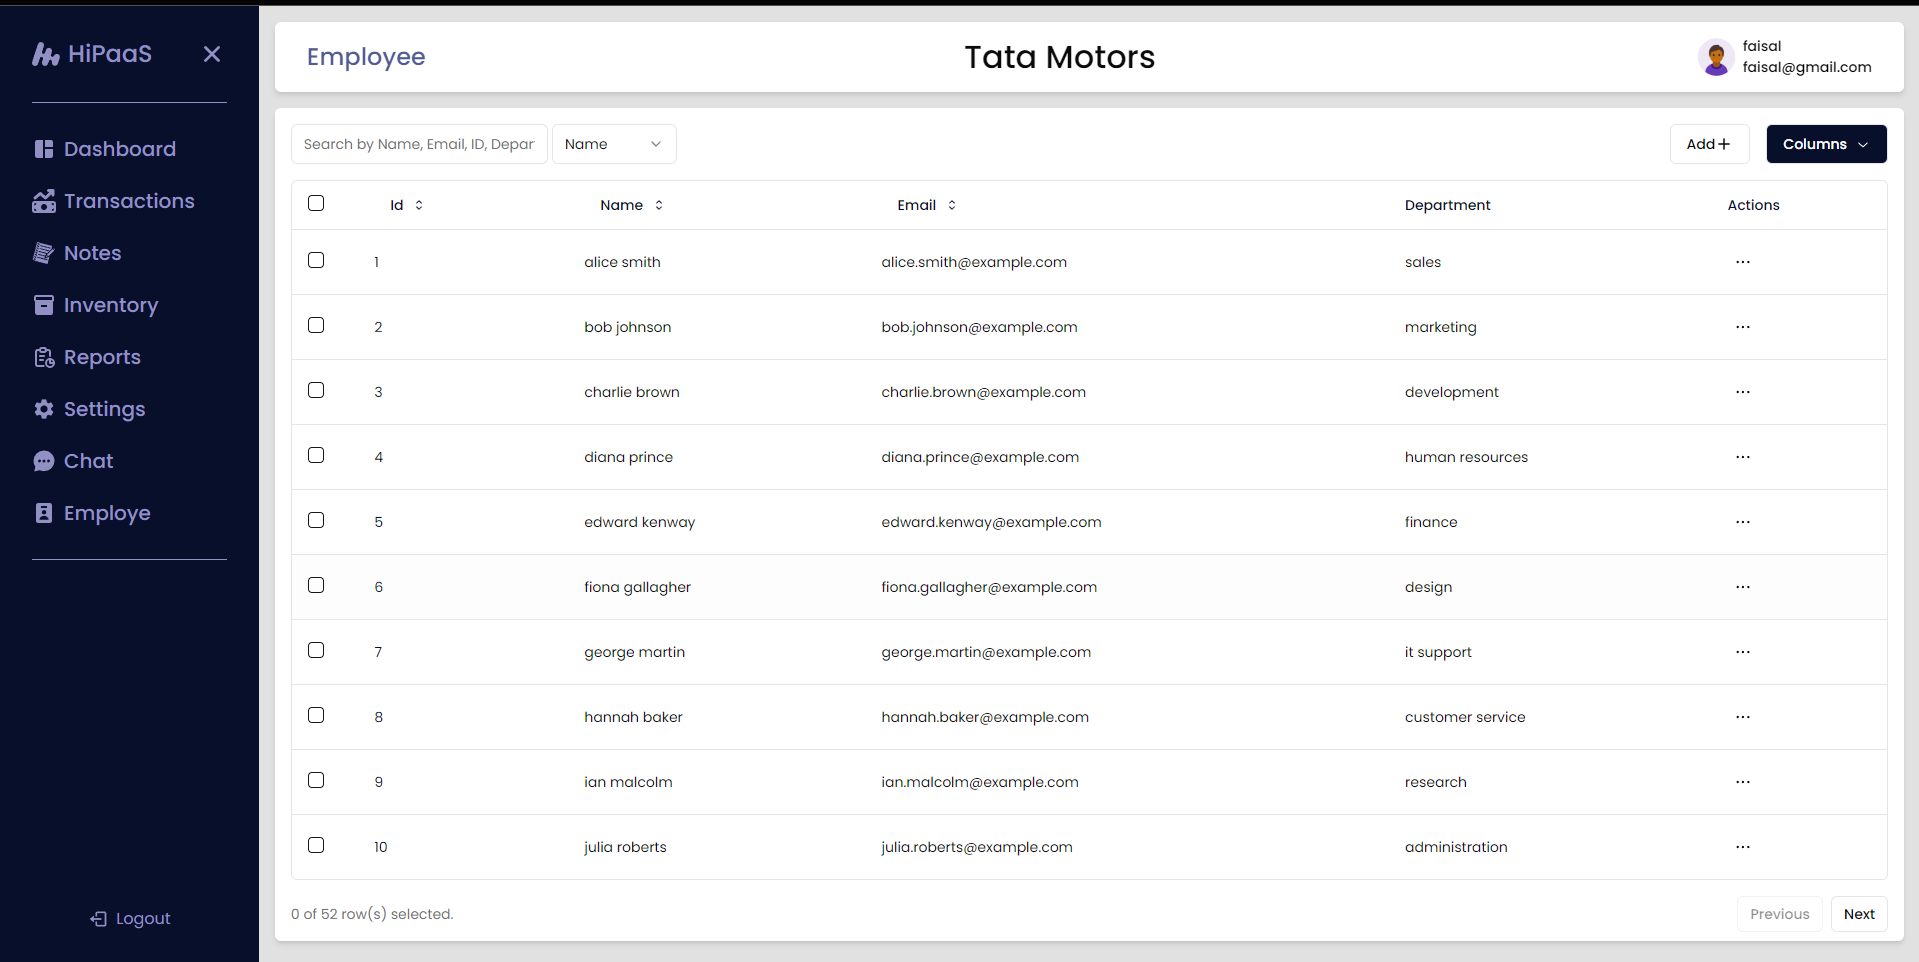 HiPaaS
Dashboard
Transactions
Notes
Inventory
Reports
Settings
Chat
Employe
Logout
Employee
Tata Motors
faisal
faisal@gmail.com
Search by Name, Email, ID, Depar
Name
Add+
Columns
Id Name Email Department Actions
1 alice smith alice.smith@example.com sales ...
2 bob johnson bob.johnson@example.com marketing ...
3 charlie brown charlie.brown@example.com development ...
4 diana prince diana.prince@example.com human resources ...
5 edward kenway edward.kenway@example.com finance ...
6 fiona gallagher fiona.gallagher@example.com design ...
7 george martin george.martin@example.com it support ...
8 hannah baker hannah.baker@example.com customer service ...
9 ian malcolm ian.malcolm@example.com research ...
10 julia roberts julia.roberts@example.com administration ...
0 of 52 row(s) selected.
Previous
Next